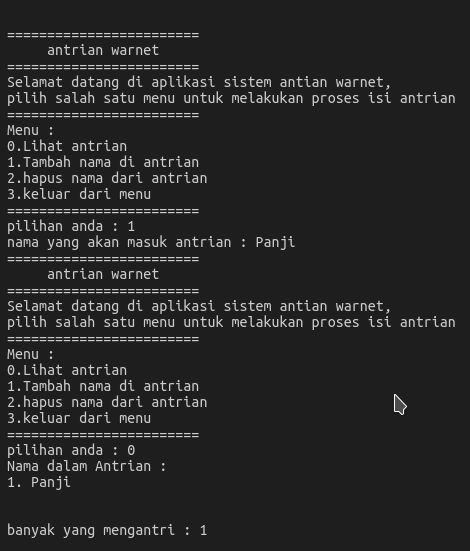 ========================
antrian warnet
========================
Selamat datang di aplikasi sistem antian warnet,
pilih salah satu menu untuk melakukan proses isi antrian
========================
Menu :
0.Lihat antrian
1.Tambah nama di antrian
2.hapus nama dari antrian
3.keluar dari menu
========================
pilihan anda : 1
nama yang akan masuk antrian : Panji
========================
antrian warnet
========================
Selamat datang di aplikasi sistem antian warnet,
pilih salah satu menu untuk melakukan proses isi antrian
========================
Menu :
0.Lihat antrian
1.Tambah nama di antrian
2.hapus nama dari antrian
3.keluar dari menu
========================
pilihan anda : 0
Nama dalam Antrian :
1. Panji
banyak yang mengantri : 1